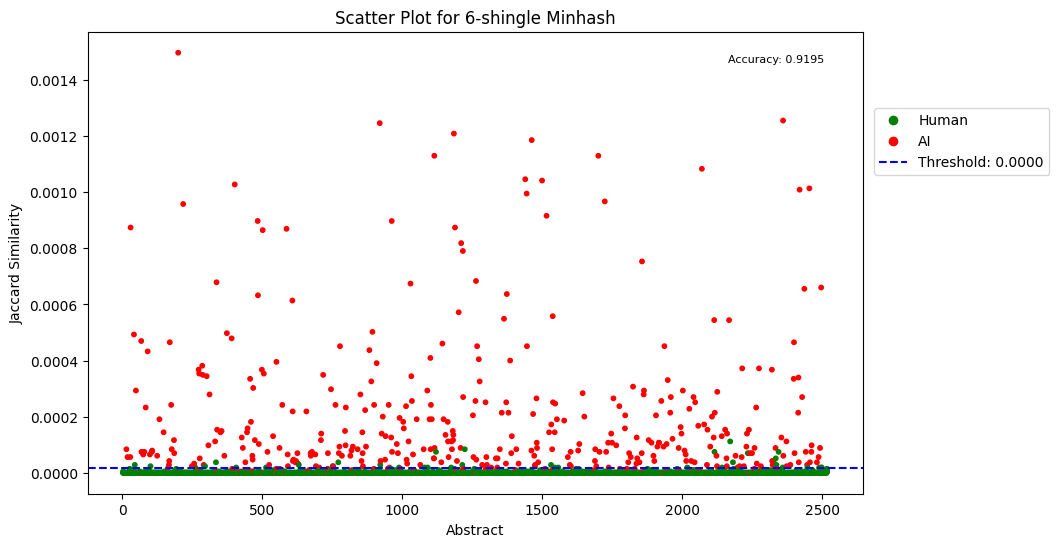 Scatter Plot for 6-shingle Minhash
Accuracy: 0.9195
Human
AI
Threshold: 0.0000
Jaccard Similarity
0.0014
0.0012
0.0010
0.0008
0.0006
0.0004
0.0002
0.0000
0
500
1000
1500
2000
2500
Abstract